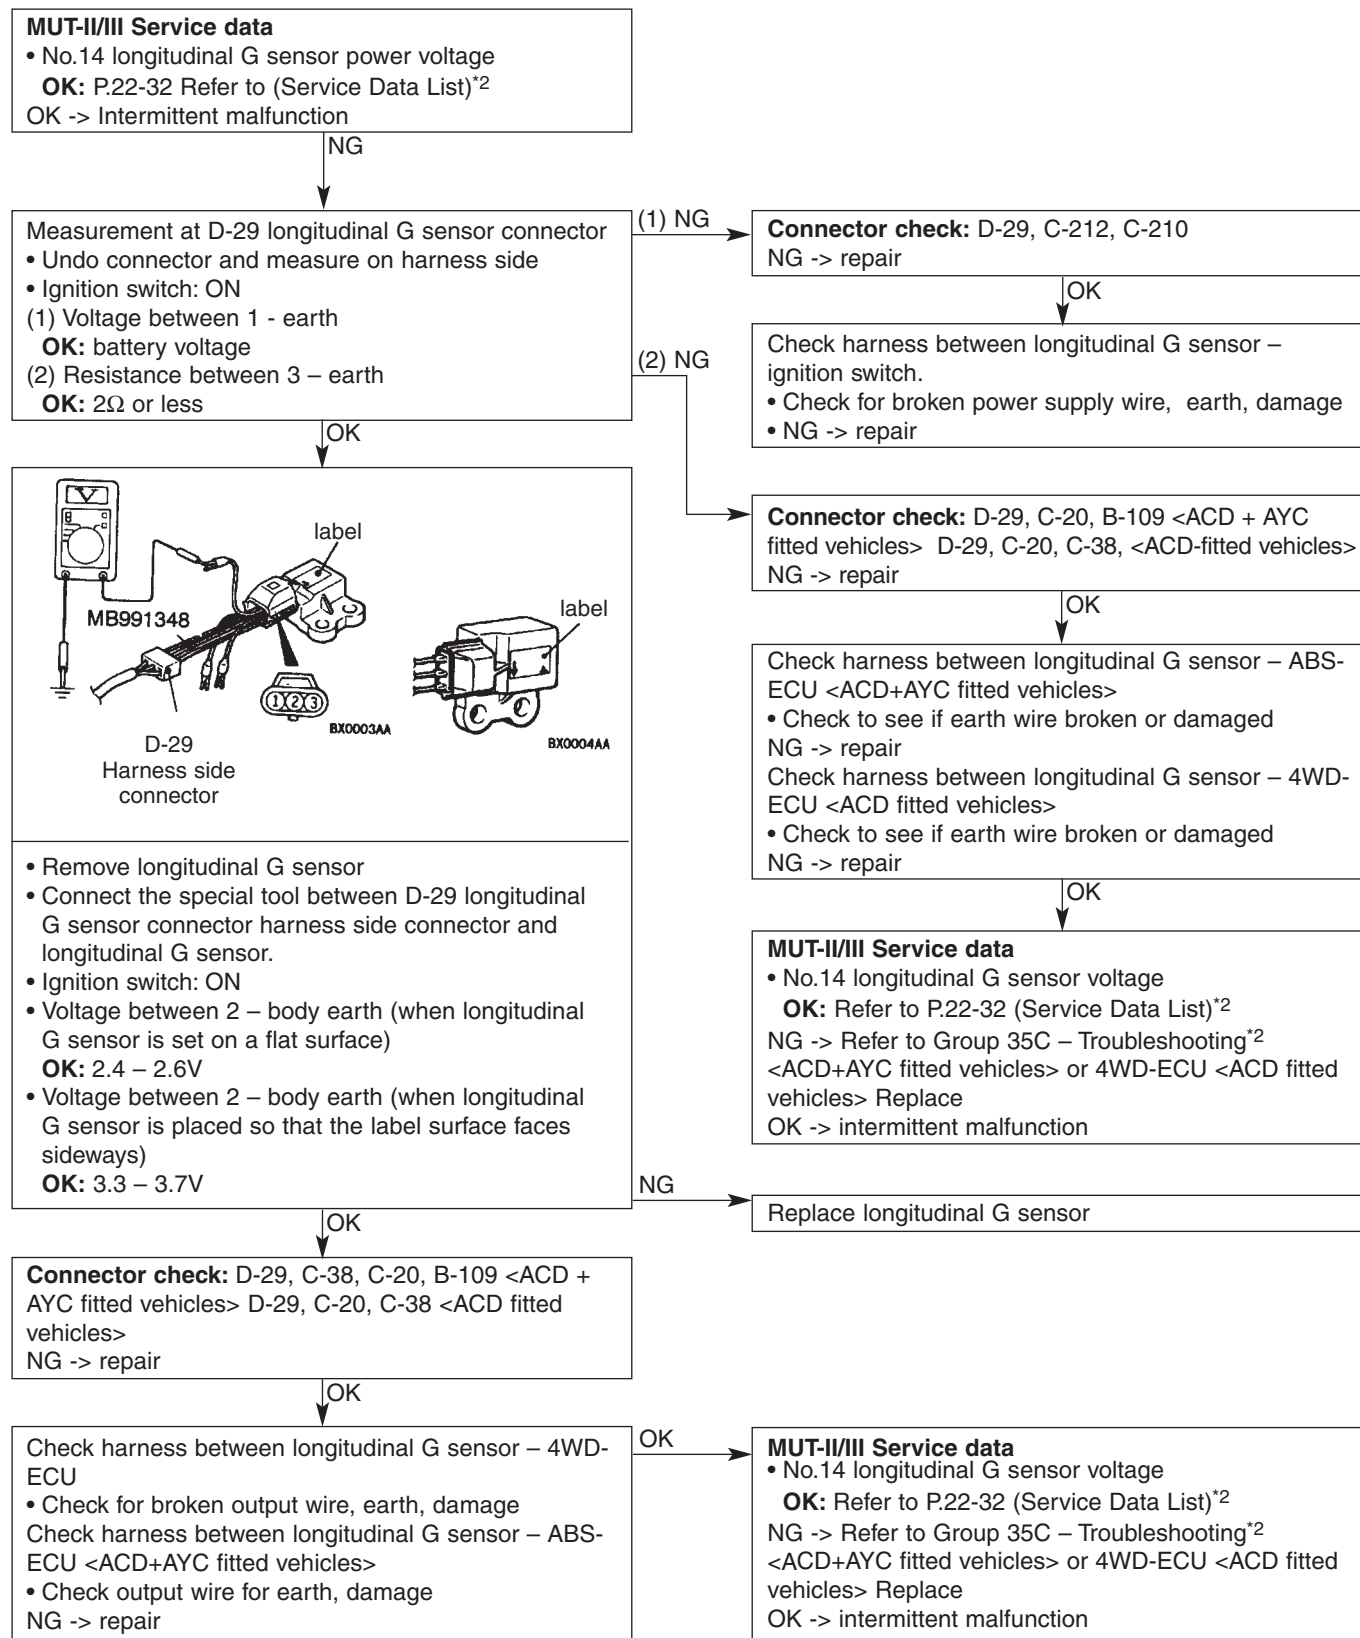 MUT-II/III Service data
• No.14 longitudinal G sensor power voltage
OK: P.22-32 Refer to (Service Data List)*2
OK -> Intermittent malfunction
NG
Measurement at D-29 longitudinal G sensor connector
• Undo connector and measure on harness side
• Ignition switch: ON
(1) Voltage between 1 - earth
OK: battery voltage
(2) Resistance between 3 – earth
OK: 2Ω or less
(1) NG
Connector check: D-29, C-212, C-210
NG -> repair
OK
Check harness between longitudinal G sensor –
ignition switch.
• Check for broken power supply wire, earth, damage
• NG -> repair
(2) NG
Connector check: D-29, C-20, B-109 <ACD + AYC
fitted vehicles> D-29, C-20, C-38, <ACD-fitted vehicles>
NG -> repair
OK
Check harness between longitudinal G sensor – ABS-
ECU <ACD+AYC fitted vehicles>
• Check to see if earth wire broken or damaged
NG -> repair
Check harness between longitudinal G sensor – 4WD-
ECU <ACD fitted vehicles>
• Check to see if earth wire broken or damaged
NG -> repair
OK
MUT-II/III Service data
• No.14 longitudinal G sensor voltage
OK: Refer to P.22-32 (Service Data List)*2
NG -> Refer to Group 35C – Troubleshooting*2
<ACD+AYC fitted vehicles> or 4WD-ECU <ACD fitted
vehicles> Replace
OK -> intermittent malfunction
OK
V
label
MB991348
1 2 3
BX0003AA
D-29
Harness side
connector
label
BX0004AA
• Remove longitudinal G sensor
• Connect the special tool between D-29 longitudinal
G sensor connector harness side connector and
longitudinal G sensor.
• Ignition switch: ON
• Voltage between 2 – body earth (when longitudinal
G sensor is set on a flat surface)
OK: 2.4 – 2.6V
• Voltage between 2 – body earth (when longitudinal
G sensor is placed so that the label surface faces
sideways)
OK: 3.3 – 3.7V
NG
Replace longitudinal G sensor
OK
Connector check: D-29, C-38, C-20, B-109 <ACD +
AYC fitted vehicles> D-29, C-20, C-38 <ACD fitted
vehicles>
NG -> repair
OK
Check harness between longitudinal G sensor – 4WD-
ECU
• Check for broken output wire, earth, damage
Check harness between longitudinal G sensor – ABS-
ECU <ACD+AYC fitted vehicles>
• Check output wire for earth, damage
NG -> repair
OK
MUT-II/III Service data
• No.14 longitudinal G sensor voltage
OK: Refer to P.22-32 (Service Data List)*2
NG -> Refer to Group 35C – Troubleshooting*2
<ACD+AYC fitted vehicles> or 4WD-ECU <ACD fitted
vehicles> Replace
OK -> intermittent malfunction